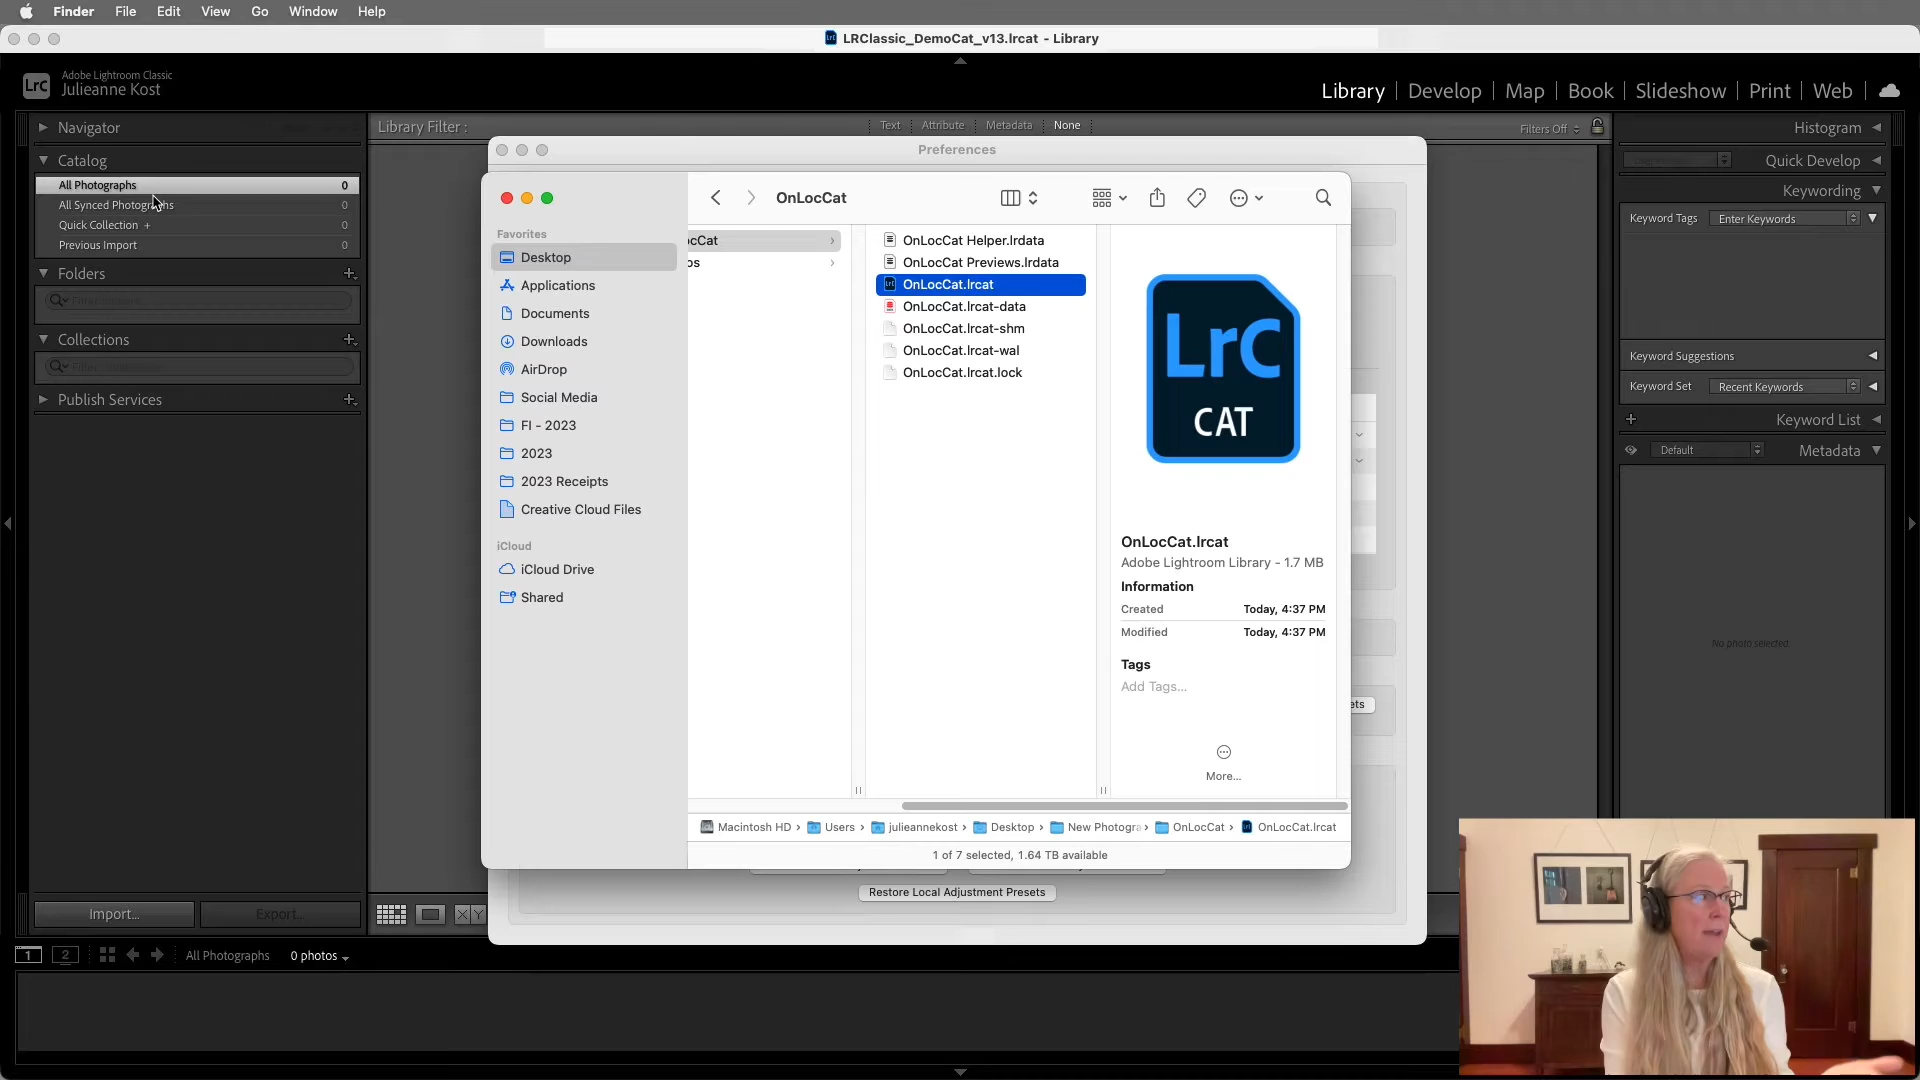 Finder File Edit View Go Window Help
LrC LRClassic_DemoCat_v13.lrcat - Library
LrC Adobe Lightroom Classic
Julieanne Kost
Library | Develop | Map | Book | Slideshow | Print | Web
Navigator
Catalog
All Photographs 0
All Synced Photographs 0
Quick Collection + 0
Previous Import 0
Folders
Collections
Publish Services
Import...
Export...
Library Filter :
Text
Attribute
Metadata
None
Filters Off
Preferences
OnLocCat
Favorites
Desktop
Applications
Documents
Downloads
AirDrop
Social Media
FI - 2023
2023
2023 Receipts
Creative Cloud Files
iCloud
iCloud Drive
Shared
ocCat
os
OnLocCat Helper.lrdata
OnLocCat Previews.lrdata
OnLocCat.lrcat
OnLocCat.lrcat-data
OnLocCat.lrcat-shm
OnLocCat.lrcat-wal
OnLocCat.lrcat.lock
LrC
CAT
OnLocCat.lrcat
Adobe Lightroom Library - 1.7 MB
Information
Created Today, 4:37 PM
Modified Today, 4:37 PM
Tags
Add Tags...
More...
Macintosh HD › Users › julieannekost › Desktop › New Photogra › OnLocCat › OnLocCat.lrcat
1 of 7 selected, 1.64 TB available
ets
Restore Local Adjustment Presets
Histogram
Quick Develop
Keywording
Keyword Tags Enter Keywords
Keyword Suggestions
Keyword Set Recent Keywords
+ Keyword List
Default Metadata
No photo selected.
X Y
1 2 All Photographs 0 photos